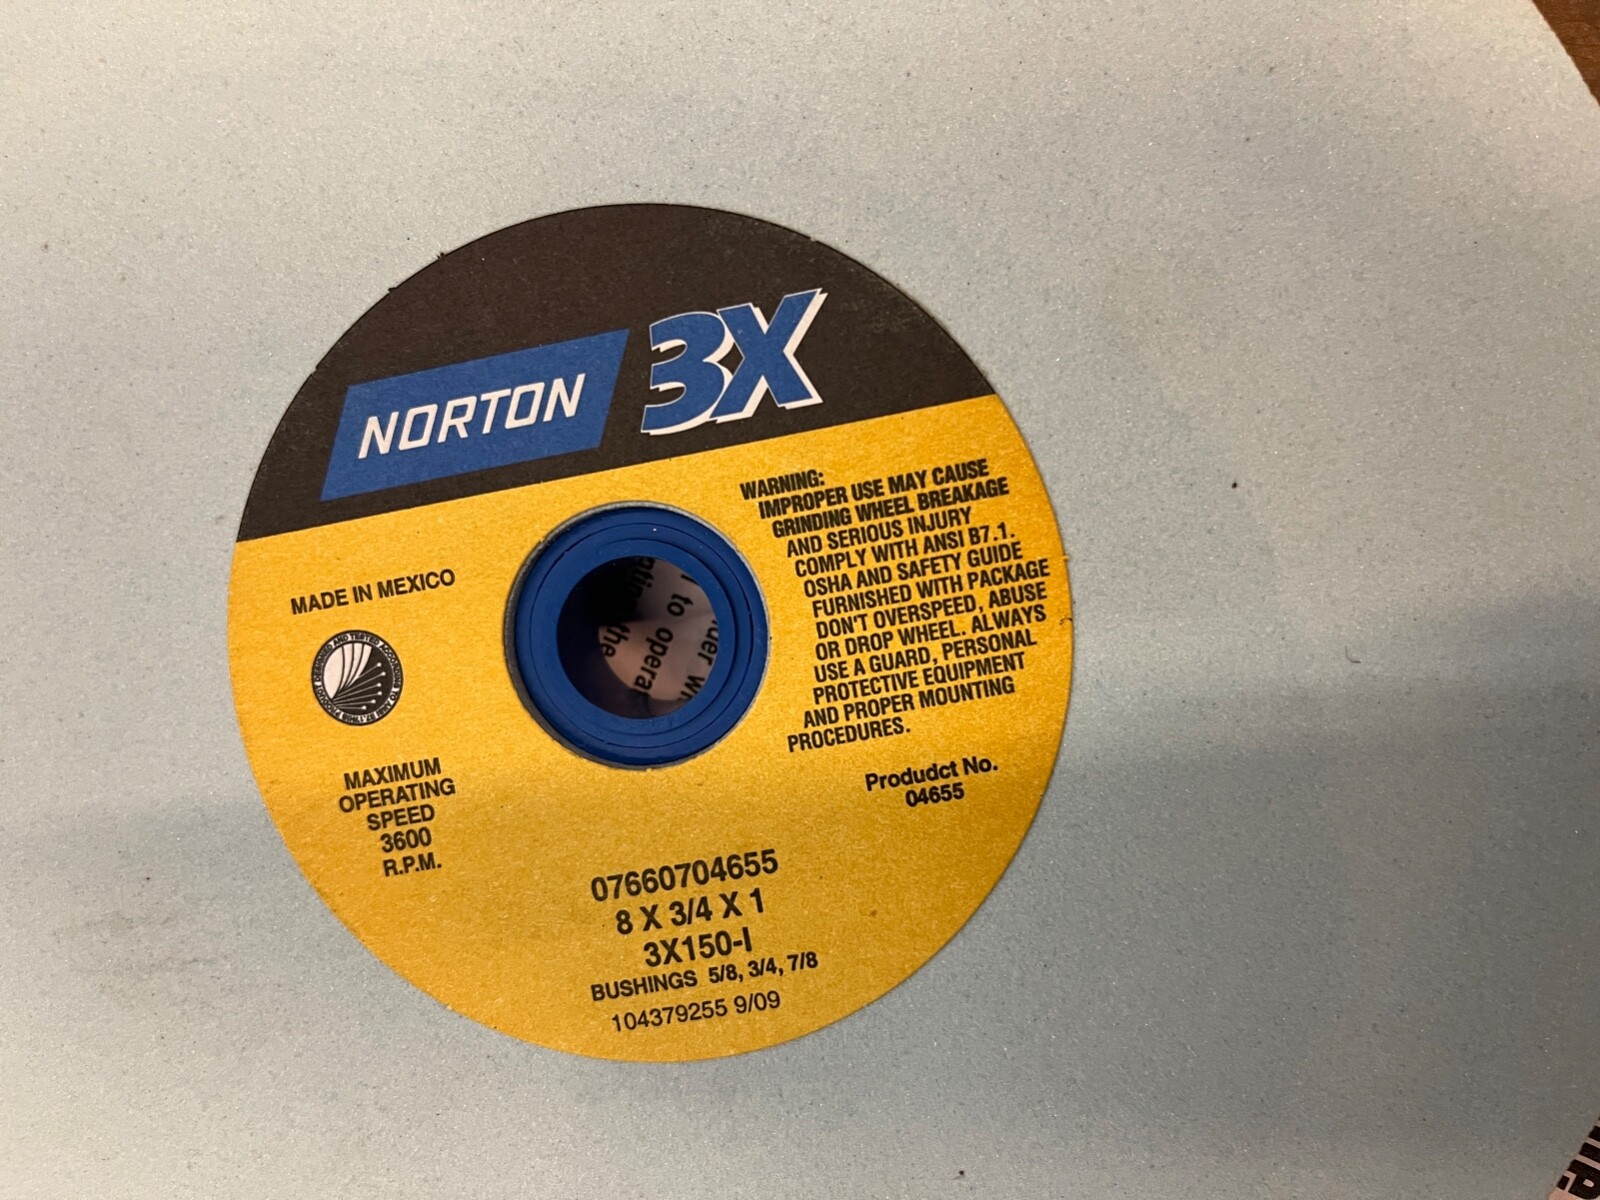 NORTON 3X
WARNING:
IMPROPER USE MAY CAUSE
GRINDING WHEEL BREAKAGE
AND SERIOUS INJURY
COMPLY WITH ANSI B7.1.
OSHA AND SAFETY GUIDE
FURNISHED WITH PACKAGE
DON'T OVERSPEED, ABUSE
OR DROP WHEEL. ALWAYS
USE A GUARD, PERSONAL
PROTECTIVE EQUIPMENT
AND PROPER MOUNTING
PROCEDURES.
MADE IN MEXICO
MAXIMUM
OPERATING
SPEED
3600
R.P.M.
Produdct No.
04655
07660704655
8 X 3/4 X 1
3X150-I
BUSHINGS 5/8, 3/4, 7/8
104379255 9/09
to
the